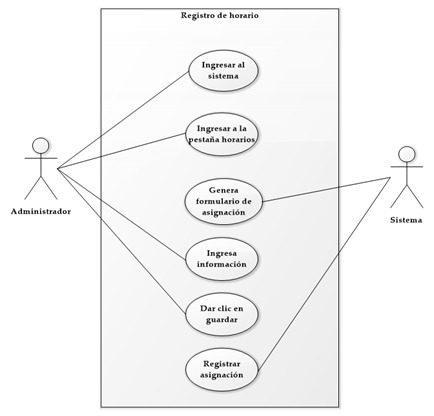 Registro de horario
Ingresar al
sistema
Ingresar a la
pestaña horarios
Genera
formulario de
asignación
Administrador
Sistema
Ingresa
información
Dar clic en
guardar
Registrar
asignación